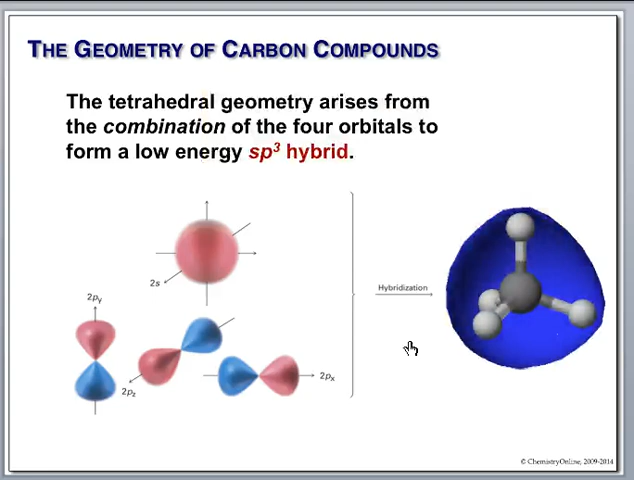 THE GEOMETRY OF CARBON COMPOUNDS
The tetrahedral geometry arises from
the combination of the four orbitals to
form a low energy sp³ hybrid.
2s
Hybridization
2py
2pz
2px
© ChemistryOnline, 2009-2014